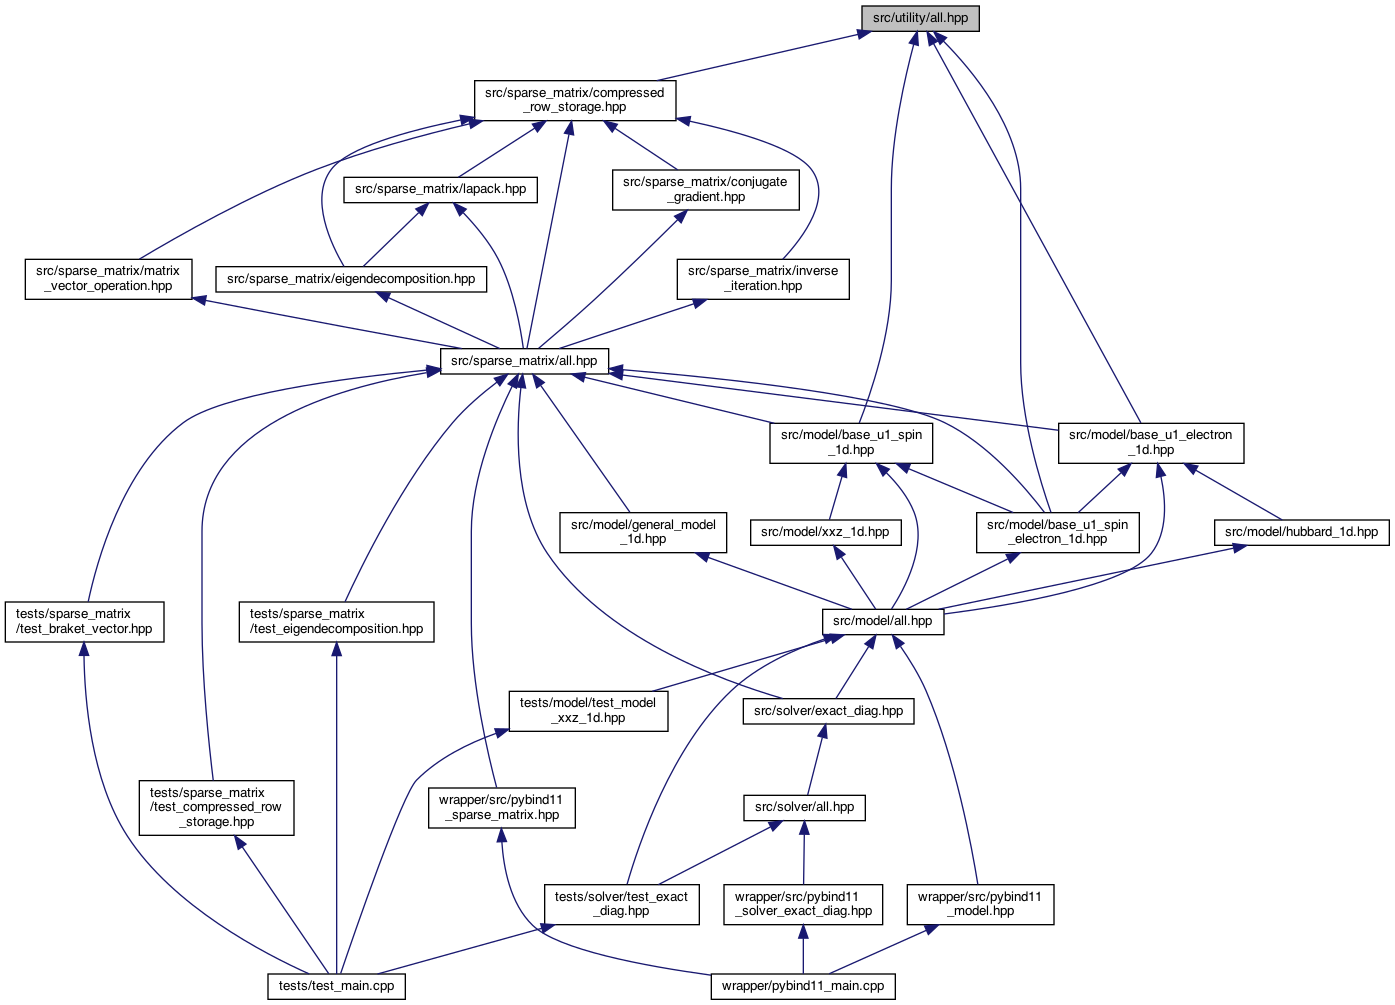 src/utility/all.hpp
src/sparse_matrix/compressed
_row_storage.hpp
src/sparse_matrix/lapack.hpp
src/sparse_matrix/conjugate
_gradient.hpp
src/sparse_matrix/matrix
_vector_operation.hpp
src/sparse_matrix/eigendecomposition.hpp
src/sparse_matrix/inverse
_iteration.hpp
src/sparse_matrix/all.hpp
src/model/base_u1_spin
_1d.hpp
src/model/base_u1_electron
_1d.hpp
src/model/general_model
_1d.hpp
src/model/xxz_1d.hpp
src/model/base_u1_spin
_electron_1d.hpp
src/model/hubbard_1d.hpp
tests/sparse_matrix
/test_braket_vector.hpp
tests/sparse_matrix
/test_eigendecomposition.hpp
src/model/all.hpp
tests/model/test_model
_xxz_1d.hpp
src/solver/exact_diag.hpp
tests/sparse_matrix
/test_compressed_row
_storage.hpp
wrapper/src/pybind11
_sparse_matrix.hpp
src/solver/all.hpp
tests/solver/test_exact
_diag.hpp
wrapper/src/pybind11
_solver_exact_diag.hpp
wrapper/src/pybind11
_model.hpp
tests/test_main.cpp
wrapper/pybind11_main.cpp